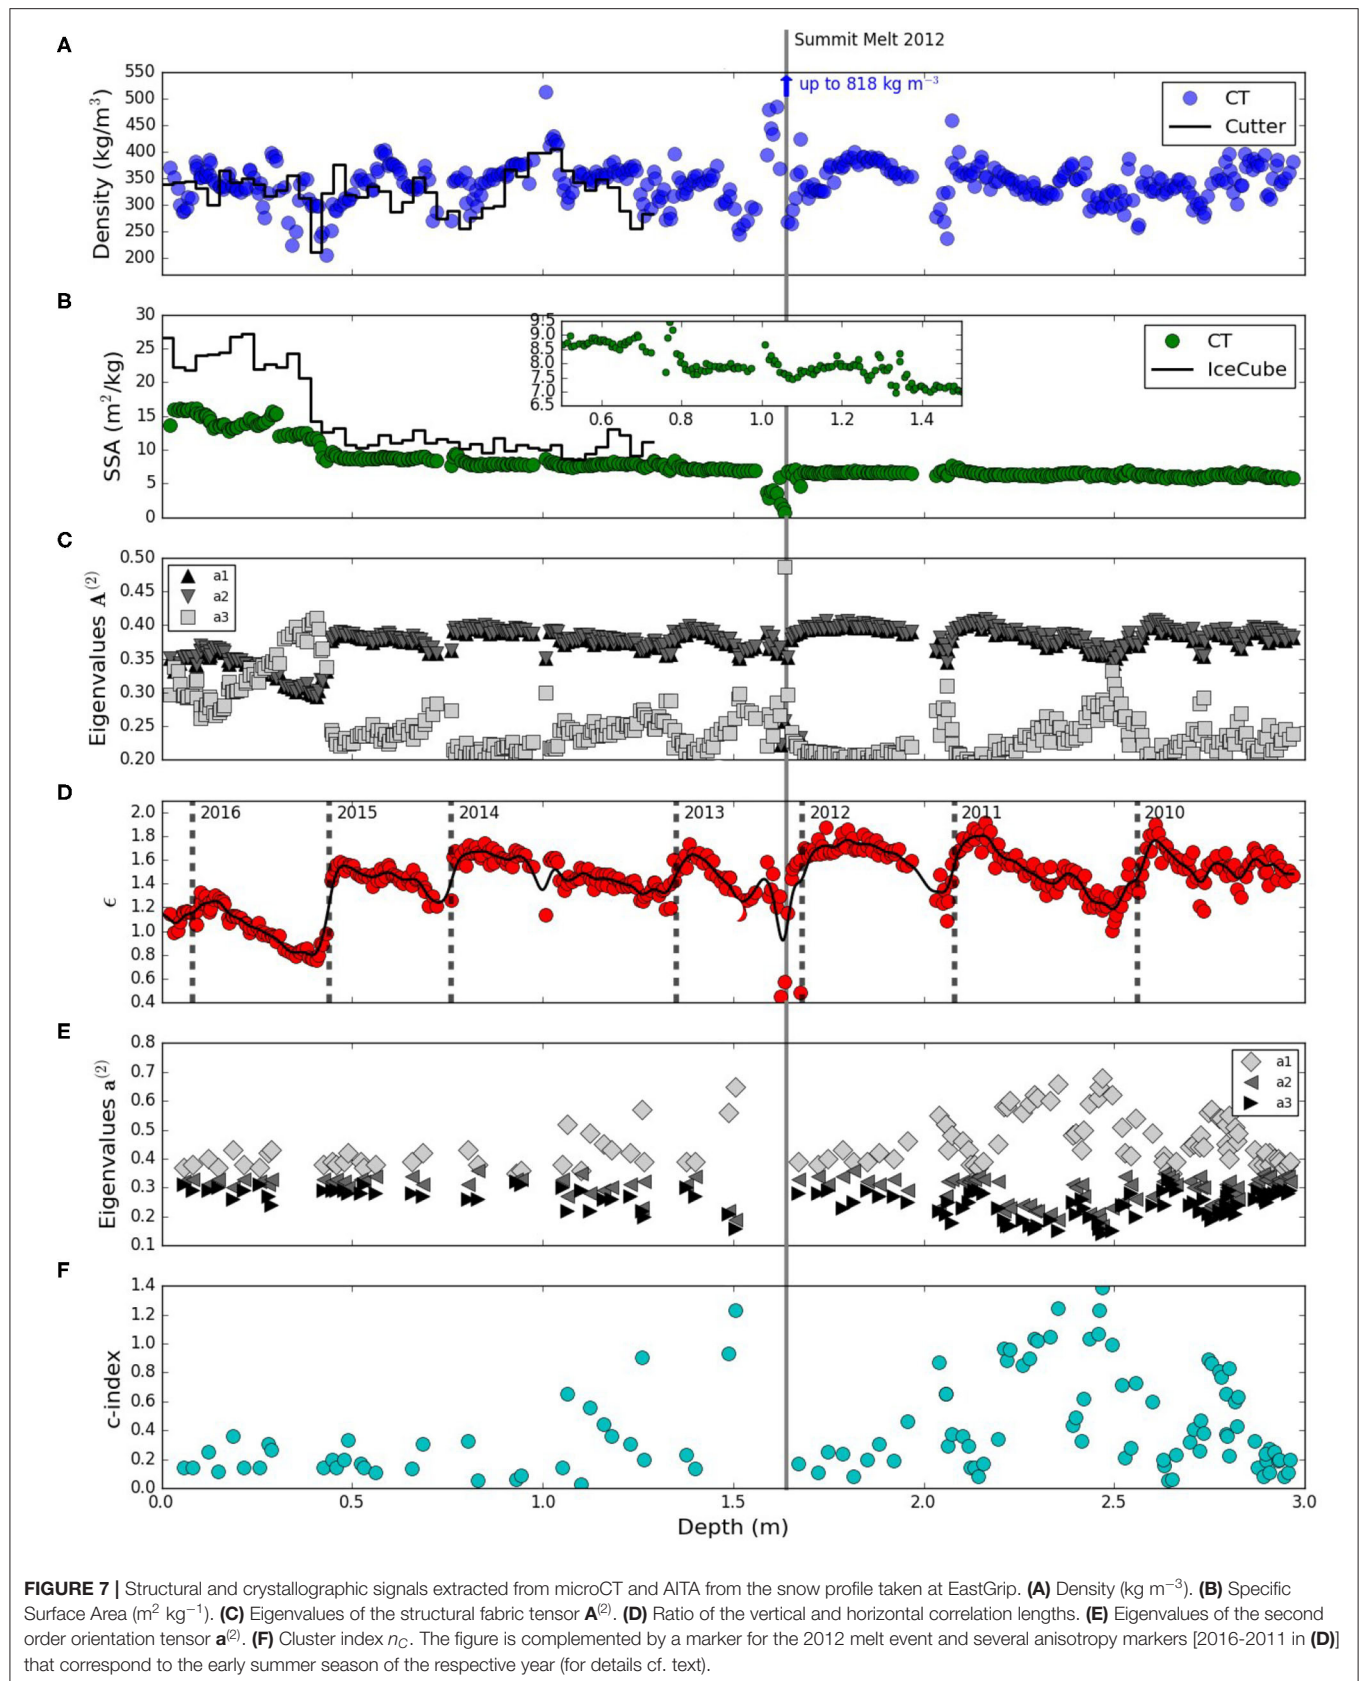 A
Summit Melt 2012
550
500
450
400
350
300
250
200
Density (kg/m³)
up to 818 kg m⁻³
CT
Cutter
B
30
25
20
15
10
5
0
SSA (m²/kg)
9.5
9.0
8.5
8.0
7.5
7.0
6.5
0.6 0.8 1.0 1.2 1.4
CT
IceCube
C
0.50
0.45
0.40
0.35
0.30
0.25
0.20
Eigenvalues A⁽²⁾
a1
a2
a3
D
2.0
1.8
1.6
1.4
1.2
1.0
0.8
0.6
0.4
ϵ
2016 2015 2014 2013 2012 2011 2010
E
0.8
0.7
0.6
0.5
0.4
0.3
0.2
0.1
Eigenvalues a⁽²⁾
a1
a2
a3
F
1.4
1.2
1.0
0.8
0.6
0.4
0.2
0.0
c-index
0.0 0.5 1.0 1.5 2.0 2.5 3.0
Depth (m)
FIGURE 7 | Structural and crystallographic signals extracted from microCT and AITA from the snow profile taken at EastGrip. (A) Density (kg m⁻³). (B) Specific
Surface Area (m² kg⁻¹). (C) Eigenvalues of the structural fabric tensor A⁽²⁾. (D) Ratio of the vertical and horizontal correlation lengths. (E) Eigenvalues of the second
order orientation tensor a⁽²⁾. (F) Cluster index n_C. The figure is complemented by a marker for the 2012 melt event and several anisotropy markers [2016-2011 in (D)]
that correspond to the early summer season of the respective year (for details cf. text).